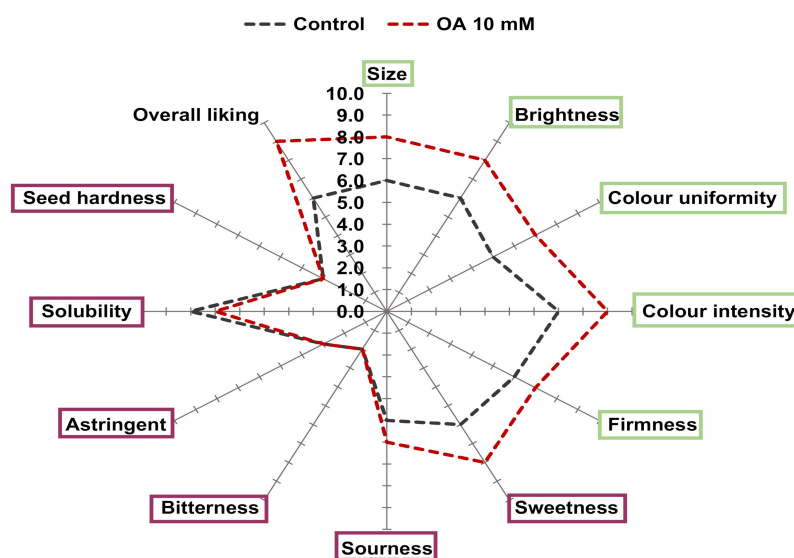 Control OA 10 mM
Size
10.0
9.0
Overall liking
Brightness
8.0
7.0
Seed hardness
6.0
Colour uniformity
5.0
4.0
3.0
2.0
1.0
Solubility
0.0
Colour intensity
Astringent
Firmness
Bitterness
Sweetness
Sourness